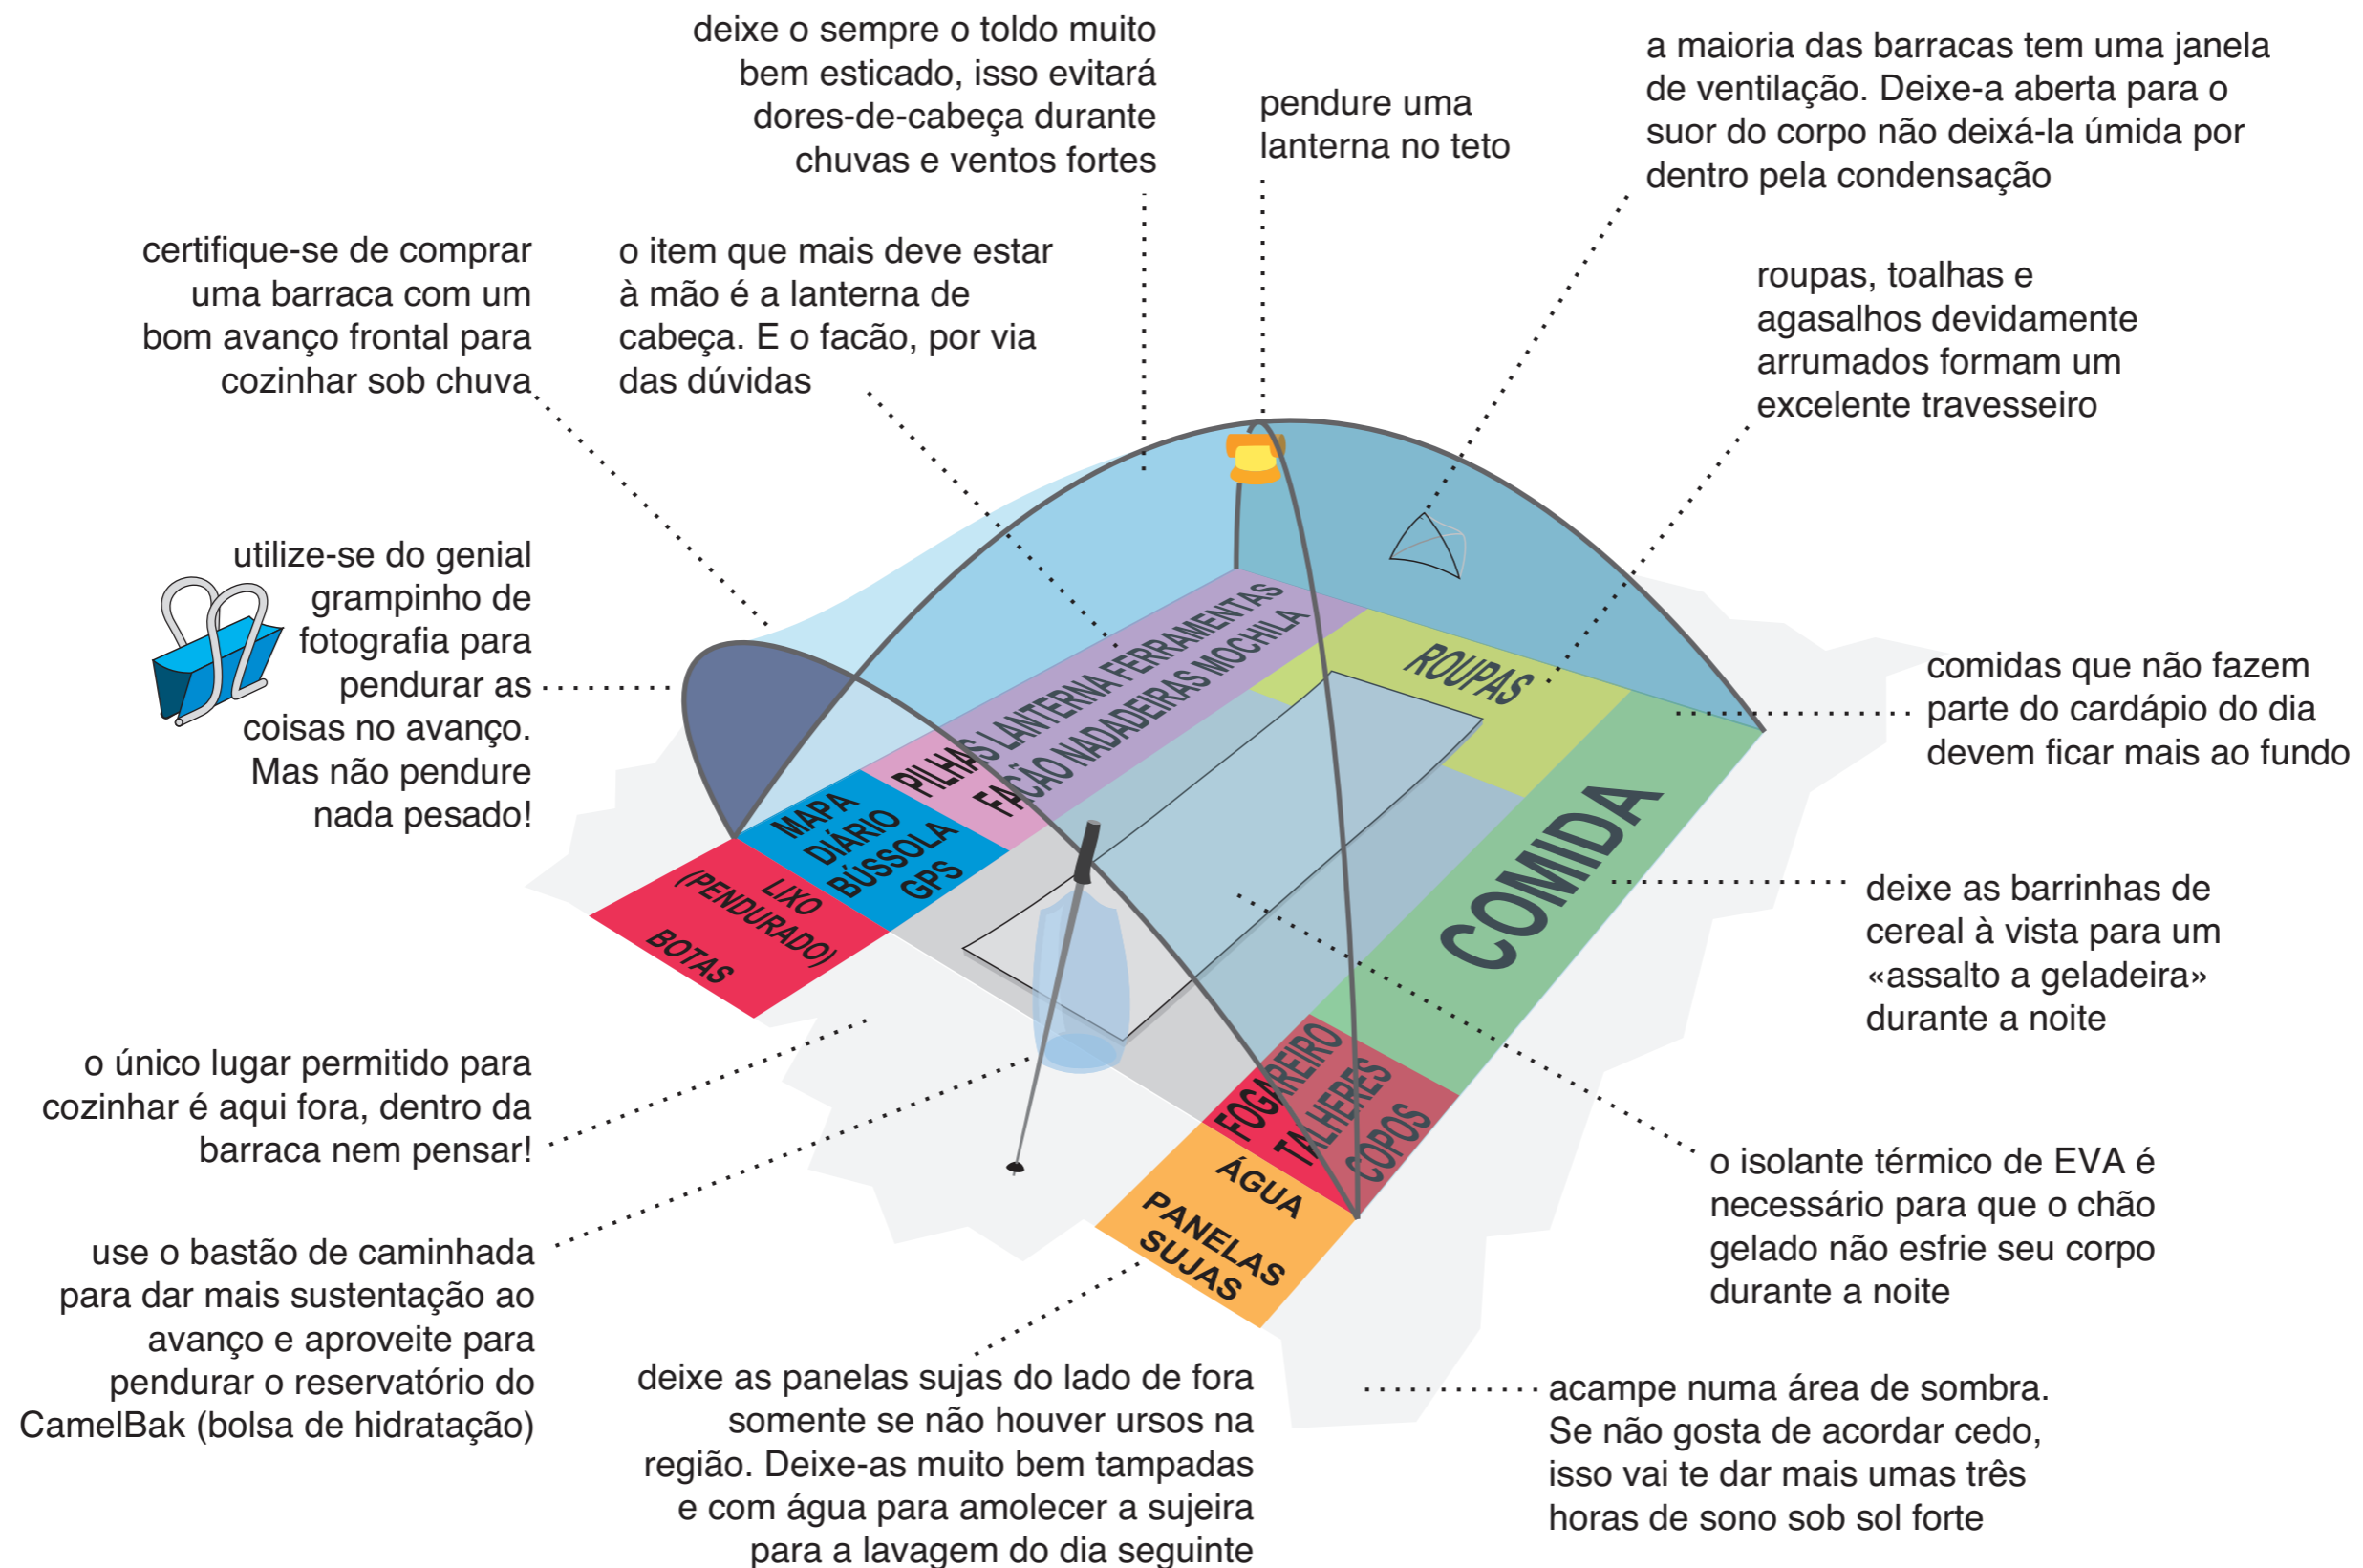 deixe o sempre o toldo muito
bem esticado, isso evitará
dores-de-cabeça durante
chuvas e ventos fortes
pendure uma
lanterna no teto
a maioria das barracas tem uma janela
de ventilação. Deixe-a aberta para o
suor do corpo não deixá-la úmida por
dentro pela condensação
certifique-se de comprar
uma barraca com um
bom avanço frontal para
cozinhar sob chuva
o item que mais deve estar
à mão é a lanterna de
cabeça. E o facão, por via
das dúvidas
roupas, toalhas e
agasalhos devidamente
arrumados formam um
excelente travesseiro
utilize-se do genial
grampinho de
fotografia para
pendurar as
coisas no avanço.
Mas não pendure
nada pesado!
PILHAS LANTERNA FERRAMENTAS
FACÃO NADADEIRAS MOCHILA
ROUPAS
comidas que não fazem
parte do cardápio do dia
devem ficar mais ao fundo
MAPA
DIÁRIO
BÚSSOLA
GPS
LIXO
(PENDURADO)
BOTAS
COMIDA
deixe as barrinhas de
cereal à vista para um
«assalto a geladeira»
durante a noite
o único lugar permitido para
cozinhar é aqui fora, dentro da
barraca nem pensar!
FOGAREIRO
TALHERES
COPOS
ÁGUA
PANELAS
SUJAS
o isolante térmico de EVA é
necessário para que o chão
gelado não esfrie seu corpo
durante a noite
use o bastão de caminhada
para dar mais sustentação ao
avanço e aproveite para
pendurar o reservatório do
CamelBak (bolsa de hidratação)
deixe as panelas sujas do lado de fora
somente se não houver ursos na
região. Deixe-as muito bem tampadas
e com água para amolecer a sujeira
para a lavagem do dia seguinte
acampe numa área de sombra.
Se não gosta de acordar cedo,
isso vai te dar mais umas três
horas de sono sob sol forte